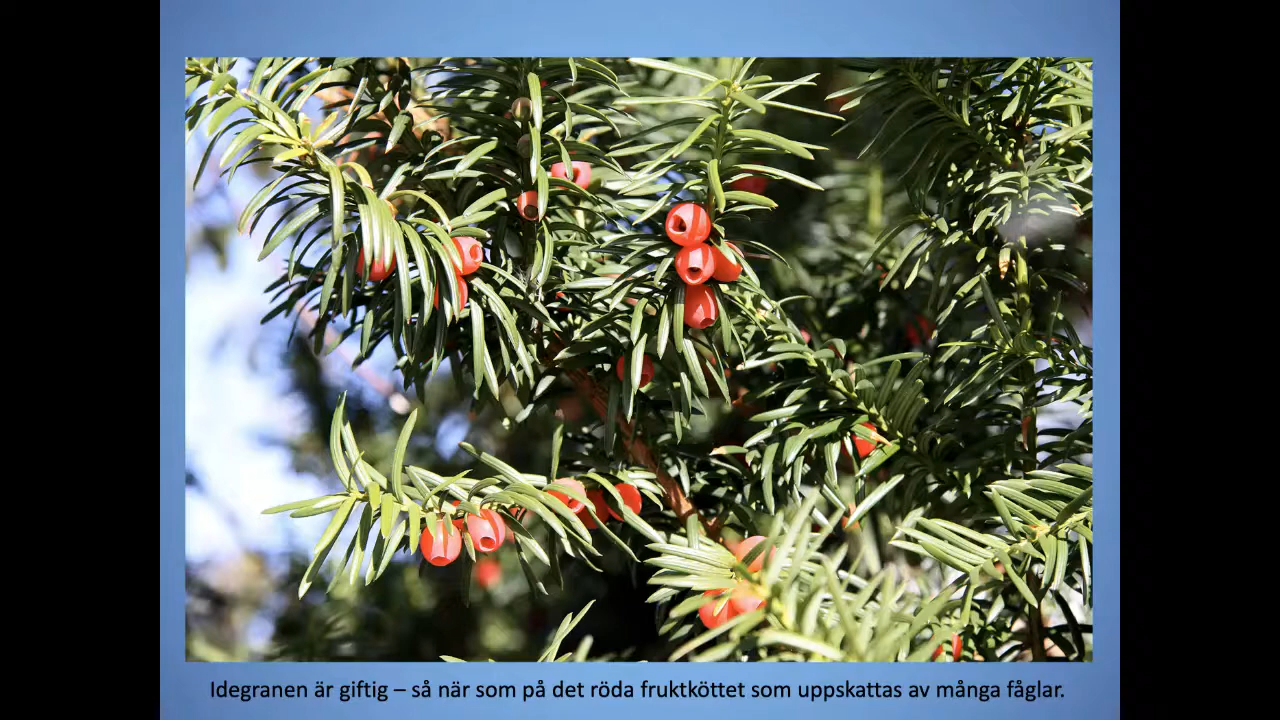 Idegranen är giftig – så när som på det röda fruktköttet som uppskattas av många fåglar.